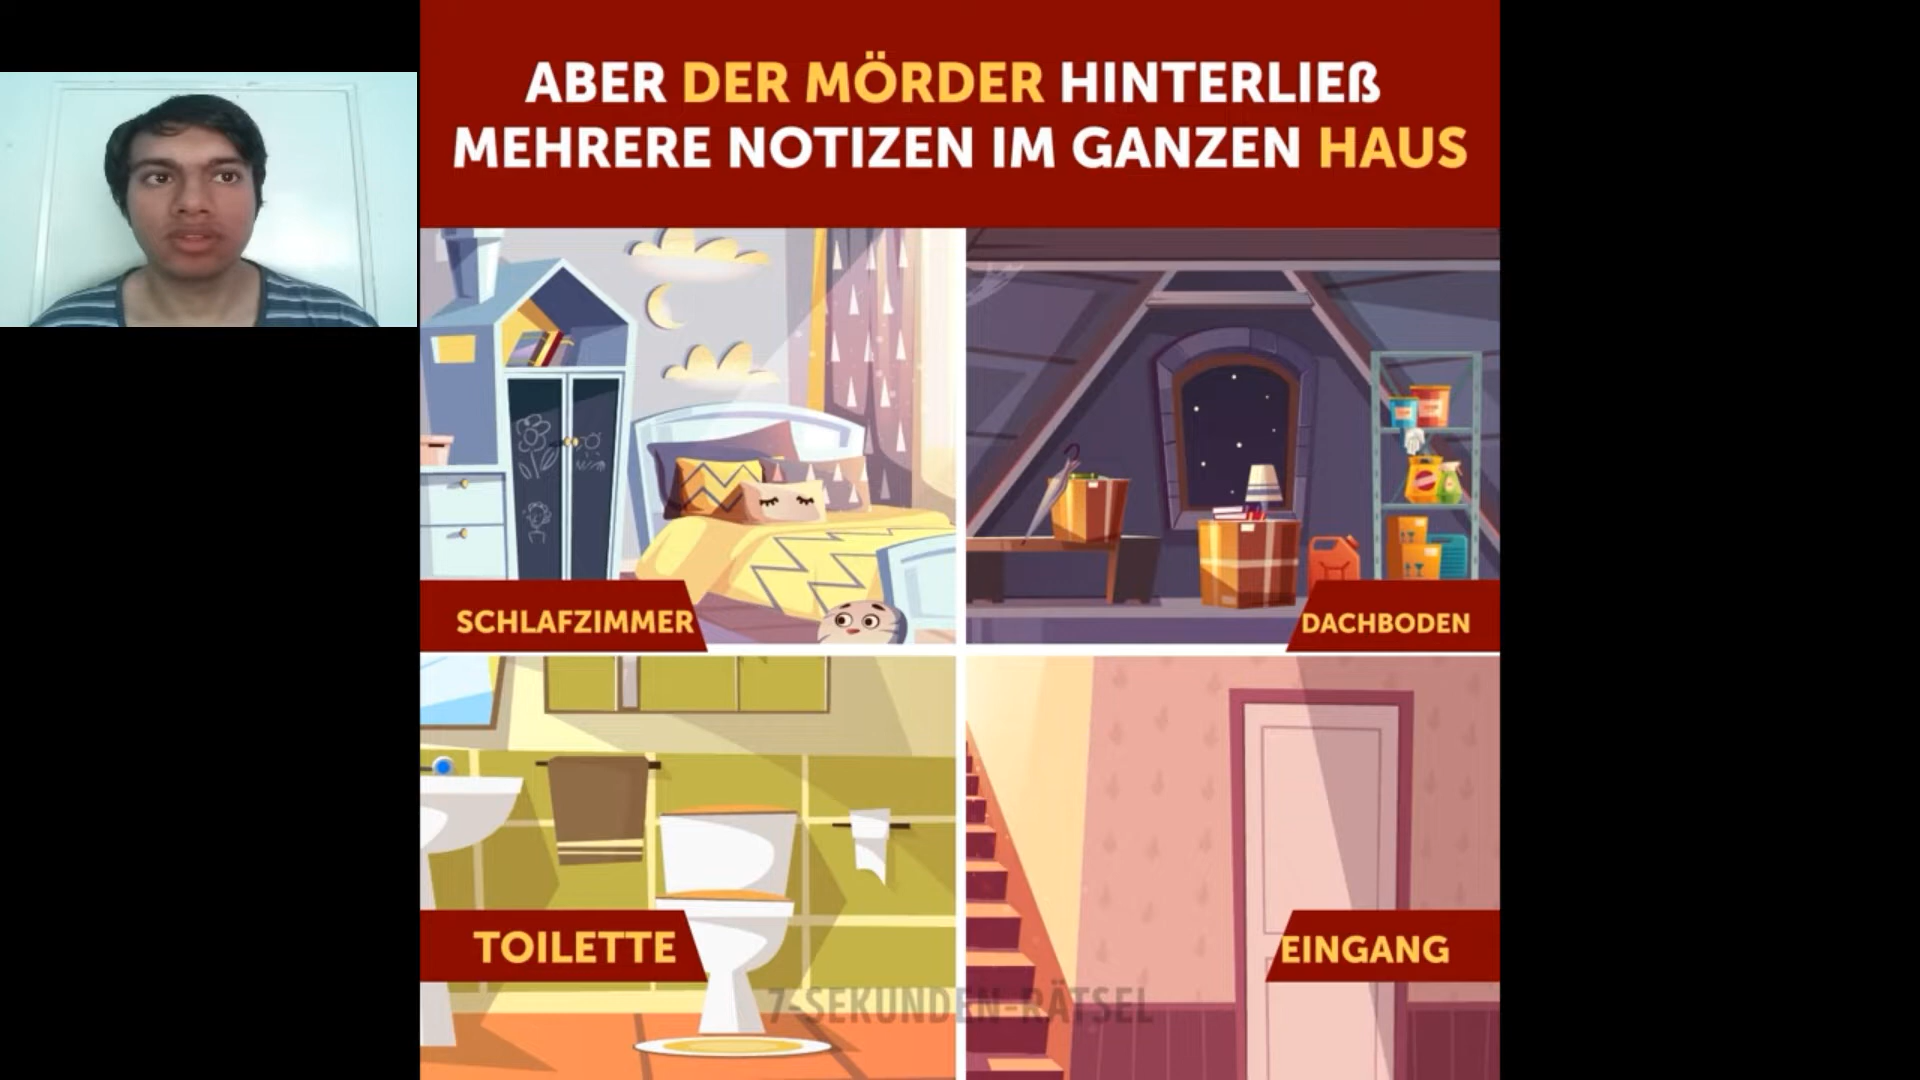 ABER DER MÖRDER HINTERLIEß
MEHRERE NOTIZEN IM GANZEN HAUS
SCHLAFZIMMER
DACHBODEN
TOILETTE
EINGANG
7-SEKUNDEN-RÄTSEL